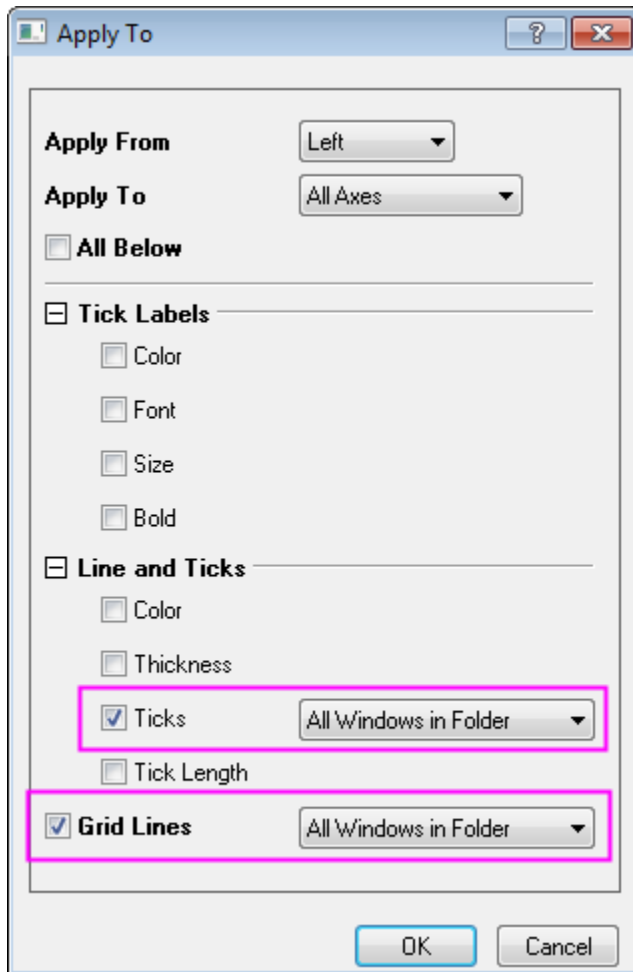 Apply To
?
Apply From Left
Apply To All Axes
All Below
Tick Labels
Color
Font
Size
Bold
Line and Ticks
Color
Thickness
Ticks All Windows in Folder
Tick Length
Grid Lines All Windows in Folder
OK Cancel